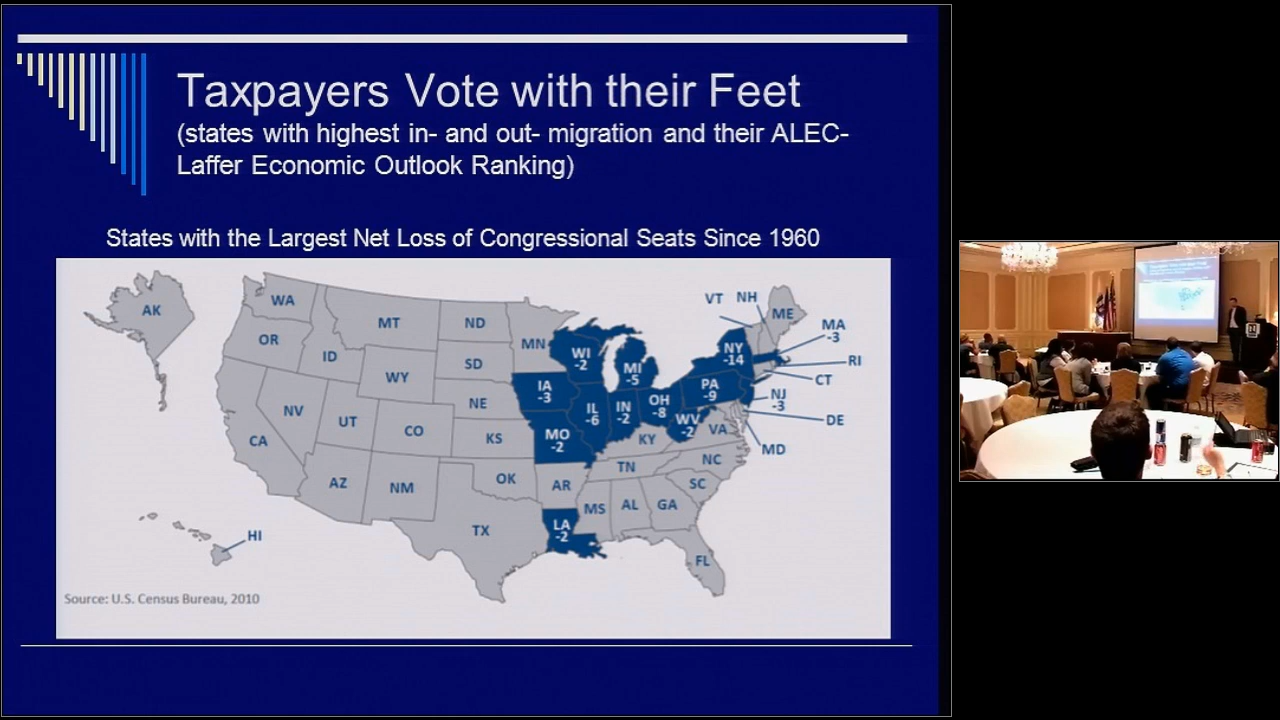 Taxpayers Vote with their Feet
(states with highest in- and out- migration and their ALEC-
Laffer Economic Outlook Ranking)
States with the Largest Net Loss of Congressional Seats Since 1960
AK
WA
OR
ID
MT
ND
MN
SD
WY
NE
NV
UT
CO
KS
CA
AZ
NM
OK
TX
AR
WI
-2
MI
-5
IA
-3
IL
-6
IN
-2
OH
-8
MO
-2
KY
WV
-2
VA
PA
-9
NY
-14
VT
NH
ME
MA
-3
RI
CT
NJ
-3
DE
MD
TN
NC
SC
MS
AL
GA
LA
-2
FL
HI
Source: U.S. Census Bureau, 2010